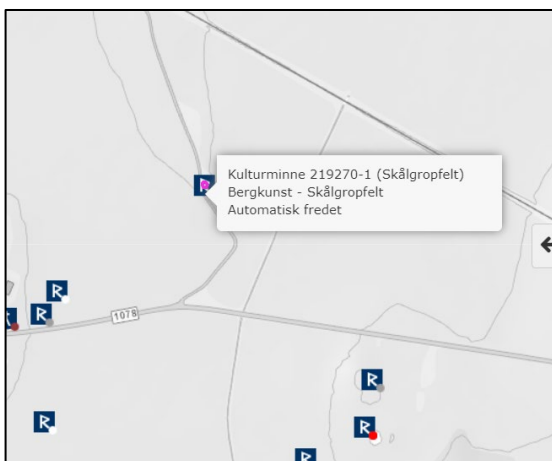 Kulturminne 219270-1 (Skålgropfelt)
Bergkunst - Skålgropfelt
Automatisk fredet
1078